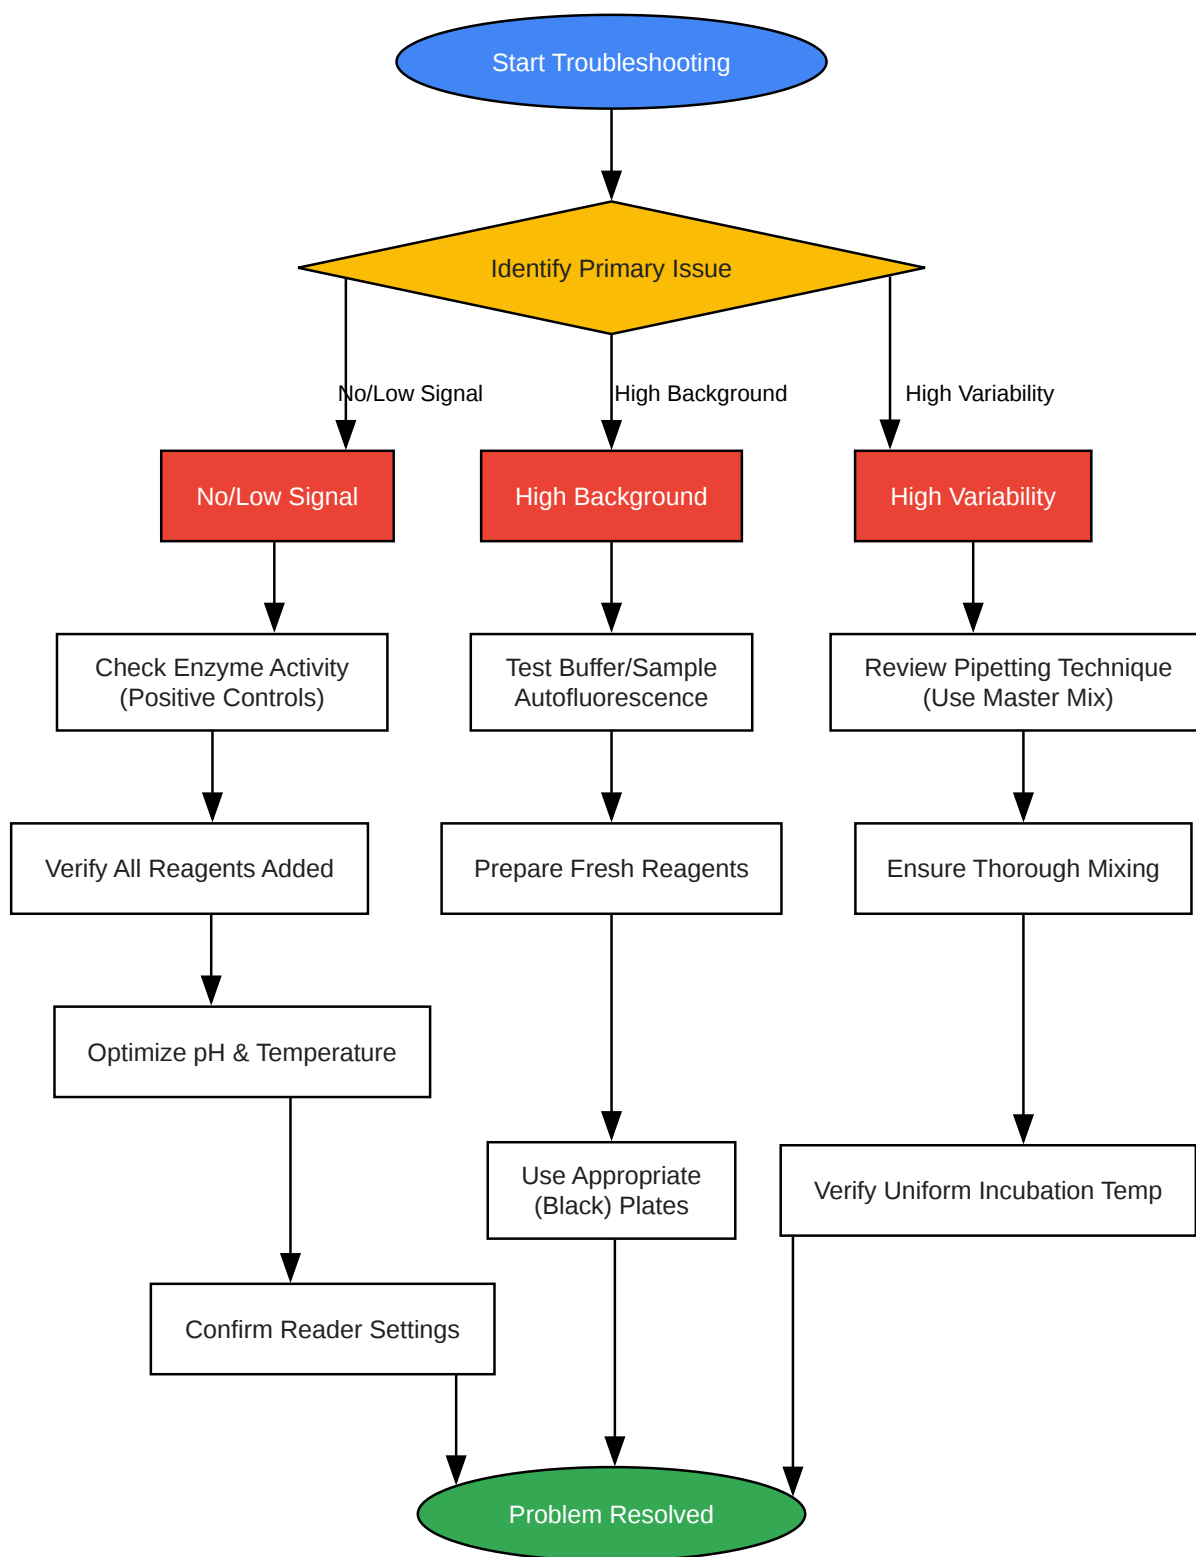 Start Troubleshooting
Identify Primary Issue
No/Low Signal
High Background
High Variability
No/Low Signal
High Background
High Variability
Check Enzyme Activity
(Positive Controls)
Test Buffer/Sample
Autofluorescence
Review Pipetting Technique
(Use Master Mix)
Verify All Reagents Added
Prepare Fresh Reagents
Ensure Thorough Mixing
Optimize pH & Temperature
Use Appropriate
(Black) Plates
Verify Uniform Incubation Temp
Confirm Reader Settings
Problem Resolved